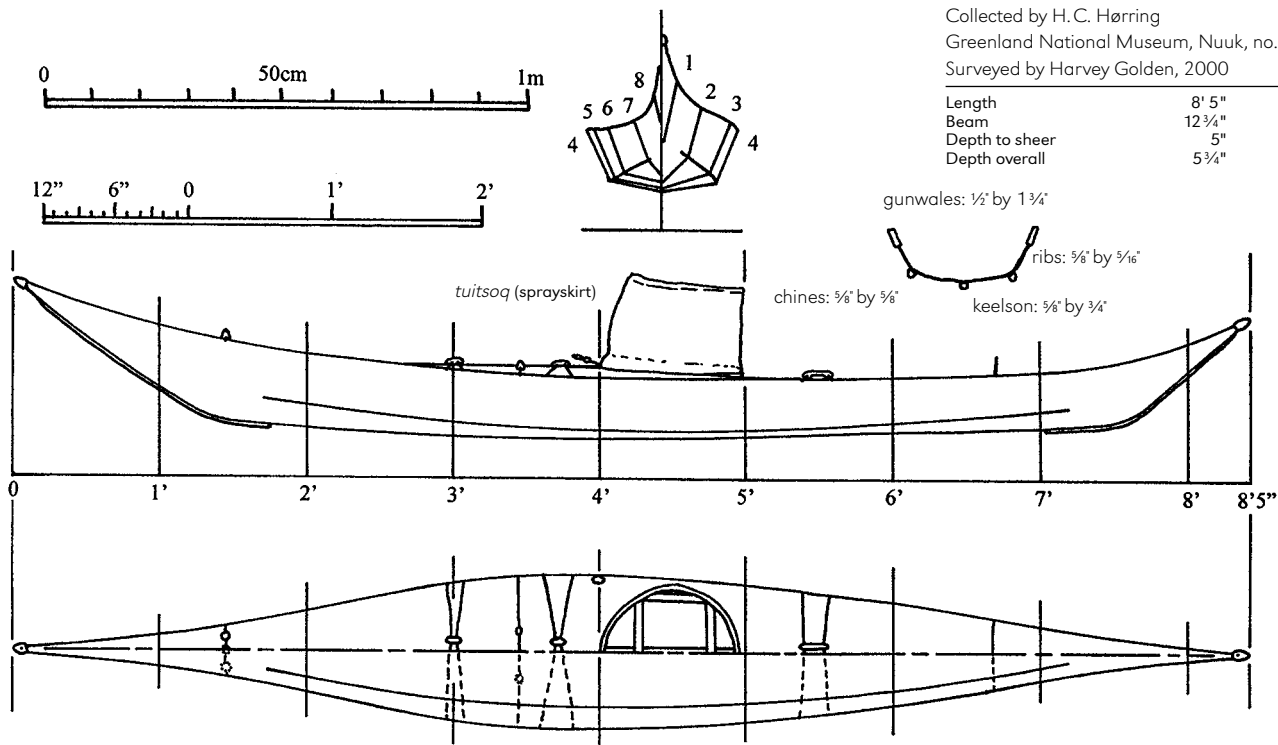 Collected by H. C. Hørring
Greenland National Museum, Nuuk, no.
Surveyed by Harvey Golden, 2000
Length 8' 5"
Beam 12 ¾"
Depth to sheer 5"
Depth overall 5 ¾"
0 50cm 1m
12" 6" 0 1' 2'
1
8 2
5 6 7 3
4 4
gunwales: ½" by 1 ¾"
ribs: ⅝" by 5⁄16"
chines: ⅝" by ⅝"
keelson: ⅝" by ¾"
tuitsoq (sprayskirt)
0 1' 2' 3' 4' 5' 6' 7' 8' 8'5"